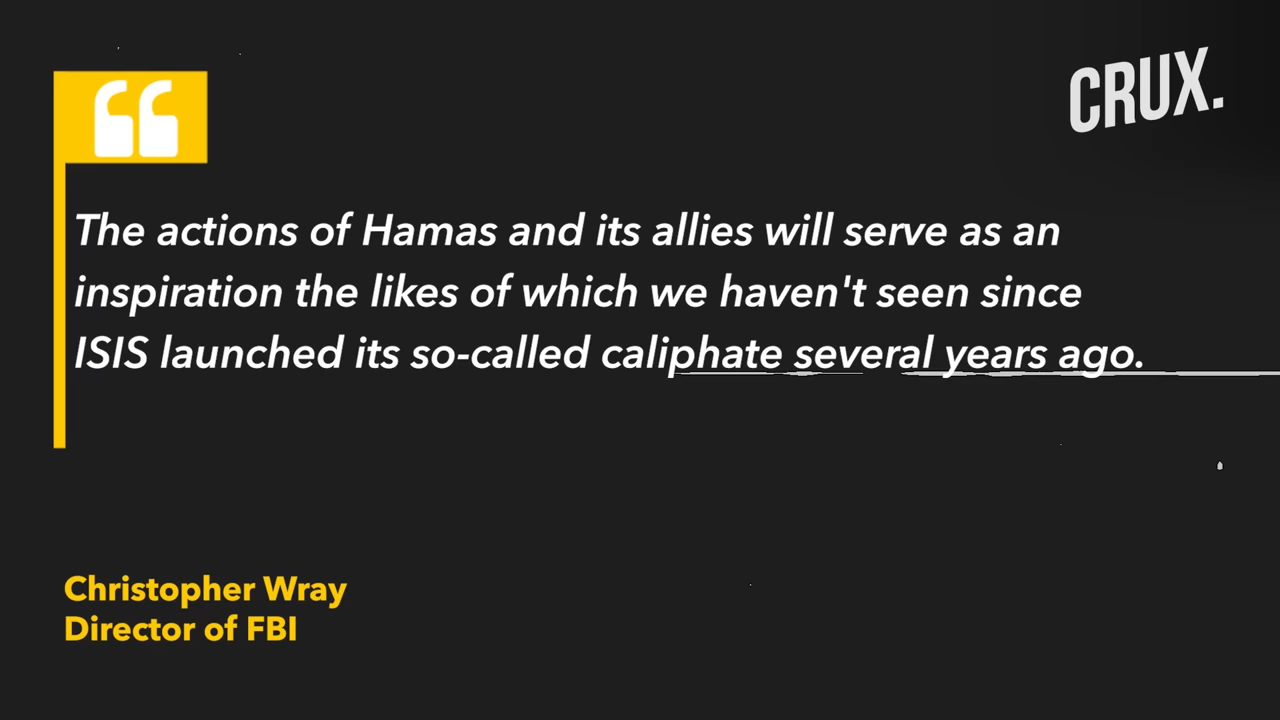 CRUX.
“
The actions of Hamas and its allies will serve as an
inspiration the likes of which we haven't seen since
ISIS launched its so-called caliphate several years ago.
Christopher Wray
Director of FBI